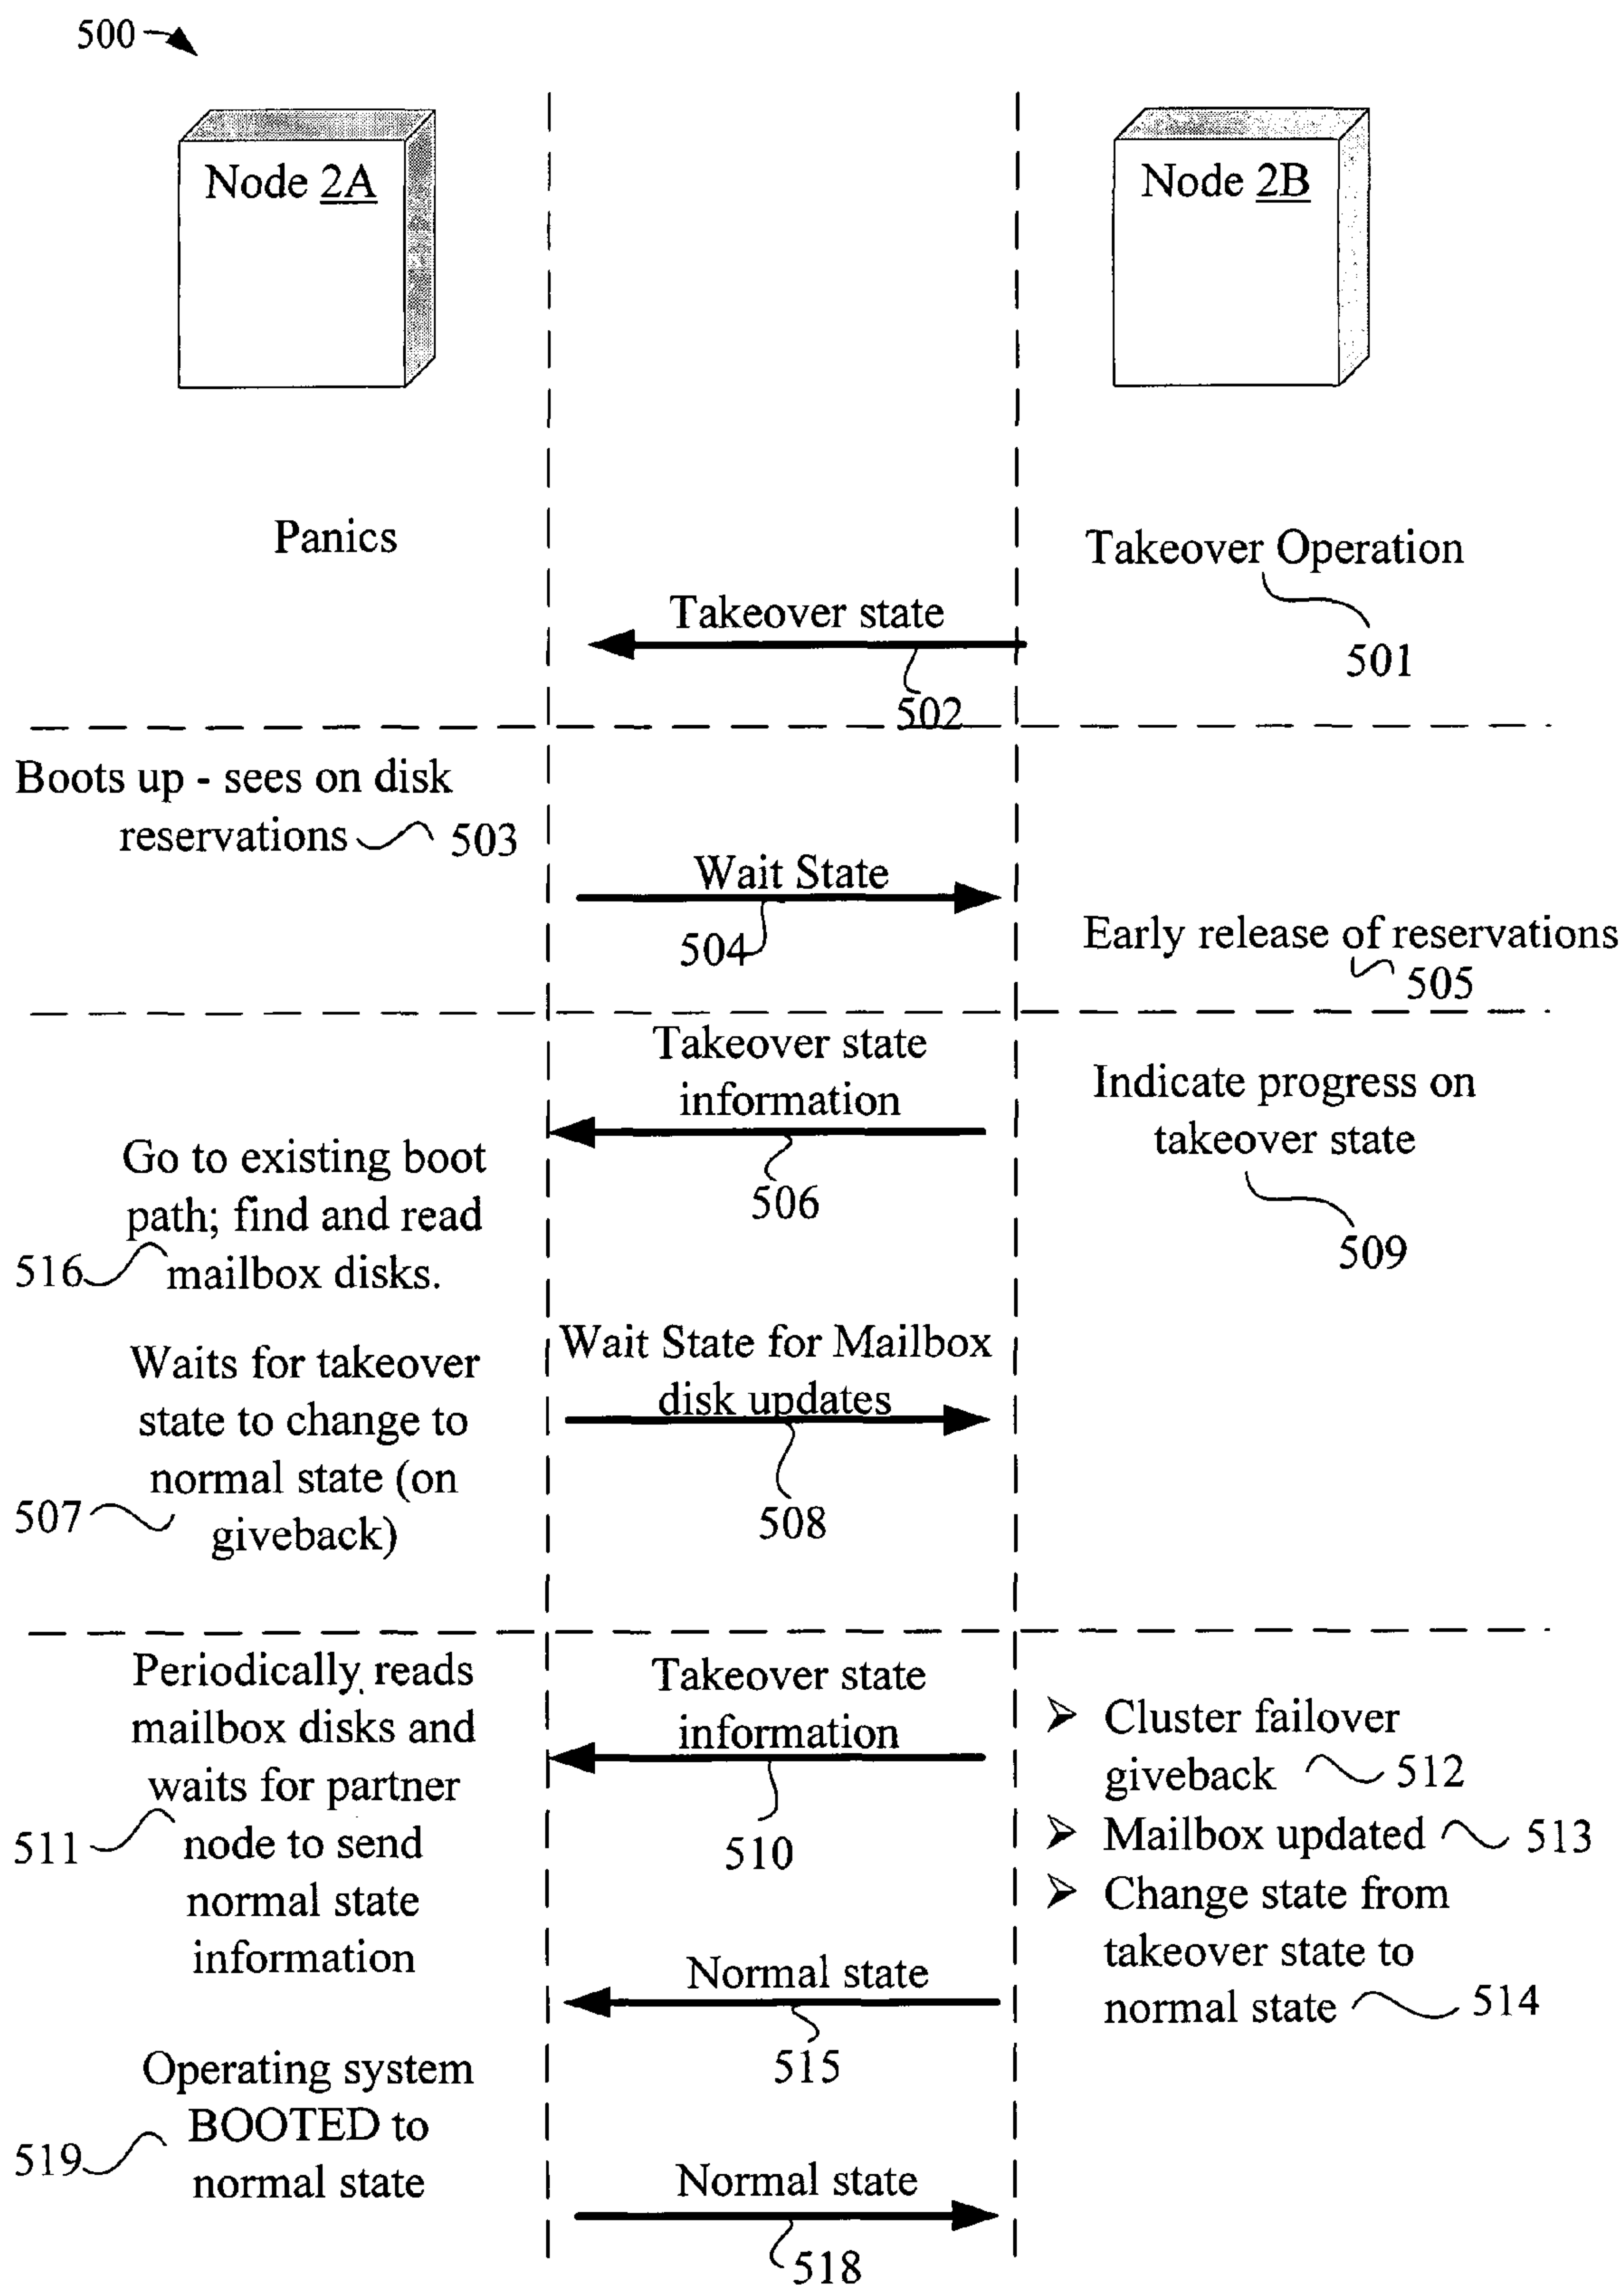 500
Node 2A
Node 2B
Panics
Takeover Operation
501
Takeover state
502
Boots up - sees on disk
reservations
503
Wait State
504
Early release of reservations
505
Takeover state
information
506
Indicate progress on
takeover state
509
Go to existing boot
path; find and read
mailbox disks.
516
Waits for takeover
state to change to
normal state (on
giveback)
507
Wait State for Mailbox
disk updates
508
Periodically reads
mailbox disks and
waits for partner
node to send
normal state
information
511
Takeover state
information
510
Cluster failover
giveback
512
Mailbox updated
513
Change state from
takeover state to
normal state
514
Normal state
515
Operating system
BOOTED to
normal state
519
Normal state
518